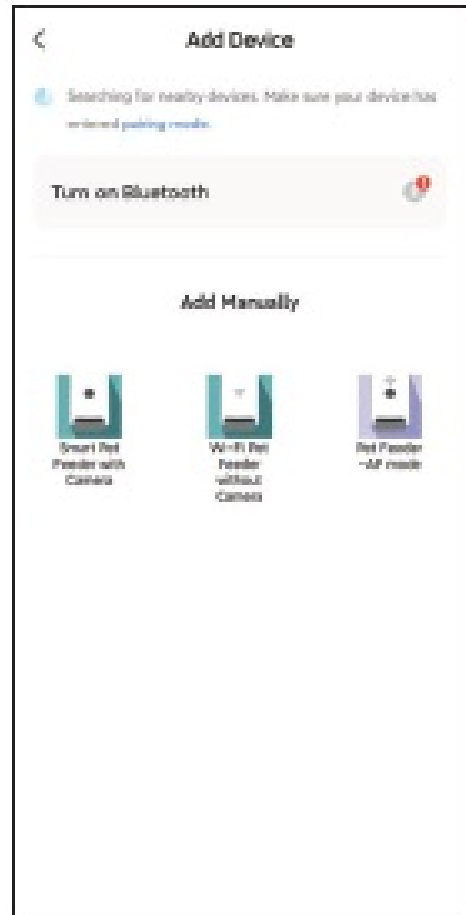 Add Device
Searching for nearby devices. Make sure your device has
entered pairing mode.
Turn on Bluetooth
Add Manually
Smart Pet
Feeder with
Camera
Wi-Fi Pet
Feeder
without
Camera
Pet Feeder
-AP mode